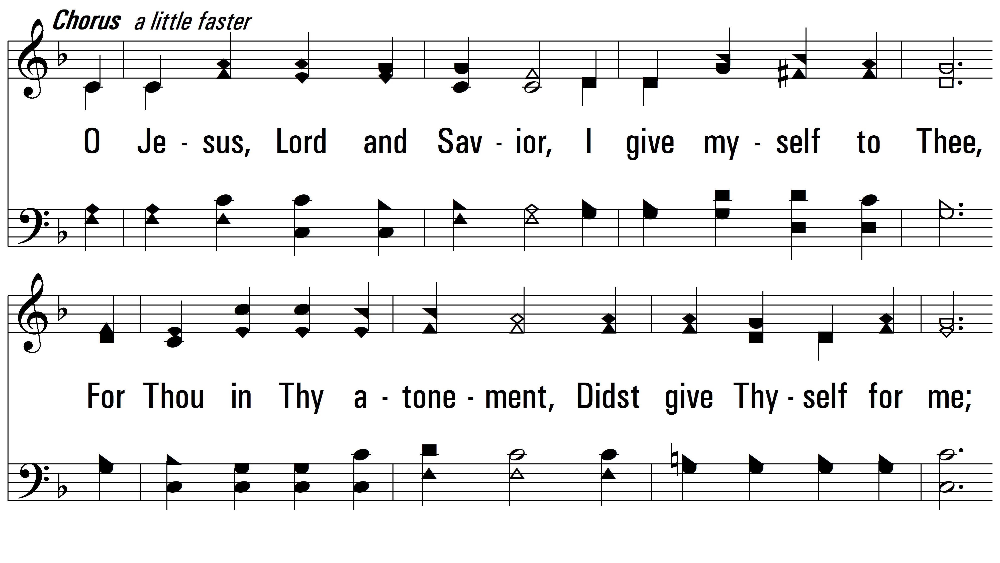 Chorus a little faster
O Je - sus, Lord and Sav - ior, I give my - self to Thee,
For Thou in Thy a - tone - ment, Didst give Thy - self for me;